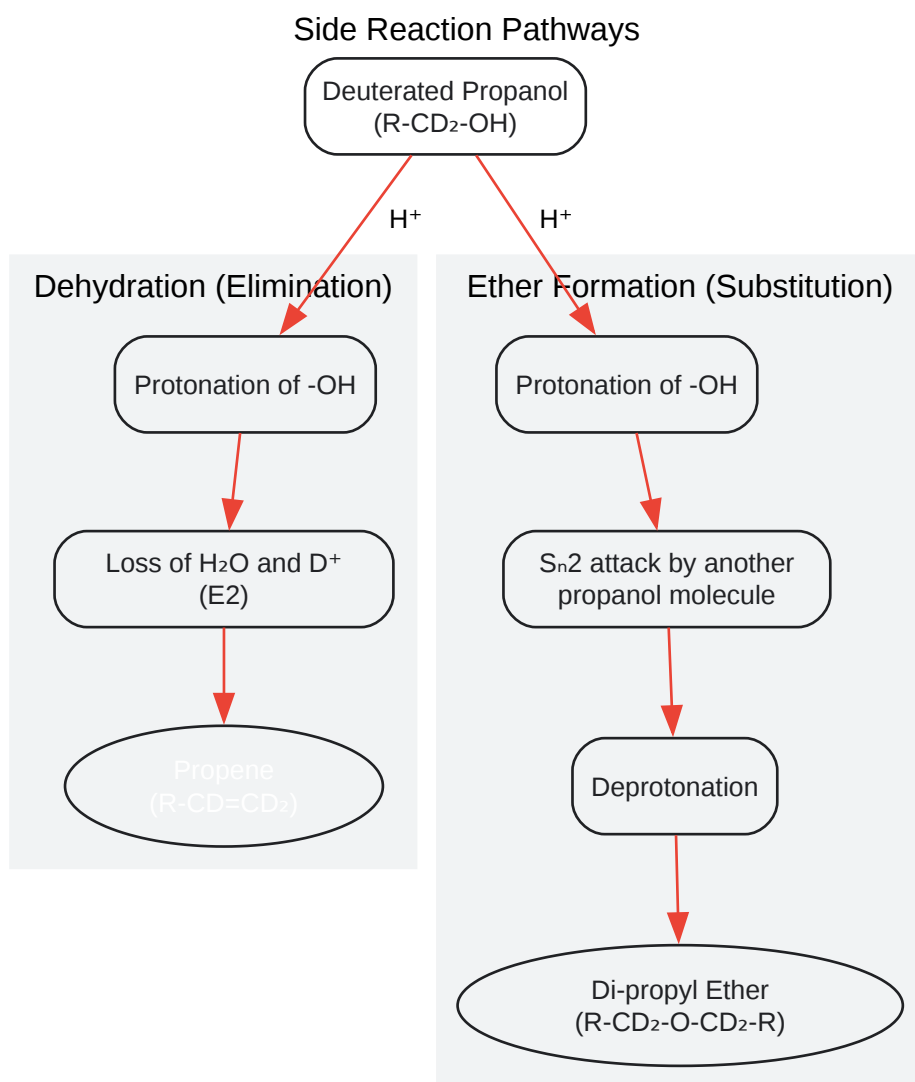 Side Reaction Pathways
Deuterated Propanol
(R-CD₂-OH)
H⁺
H⁺
Dehydration (Elimination)
Protonation of -OH
Loss of H₂O and D⁺
(E2)
Propene
(R-CD=CD₂)
Ether Formation (Substitution)
Protonation of -OH
Sₙ2 attack by another
propanol molecule
Deprotonation
Di-propyl Ether
(R-CD₂-O-CD₂-R)